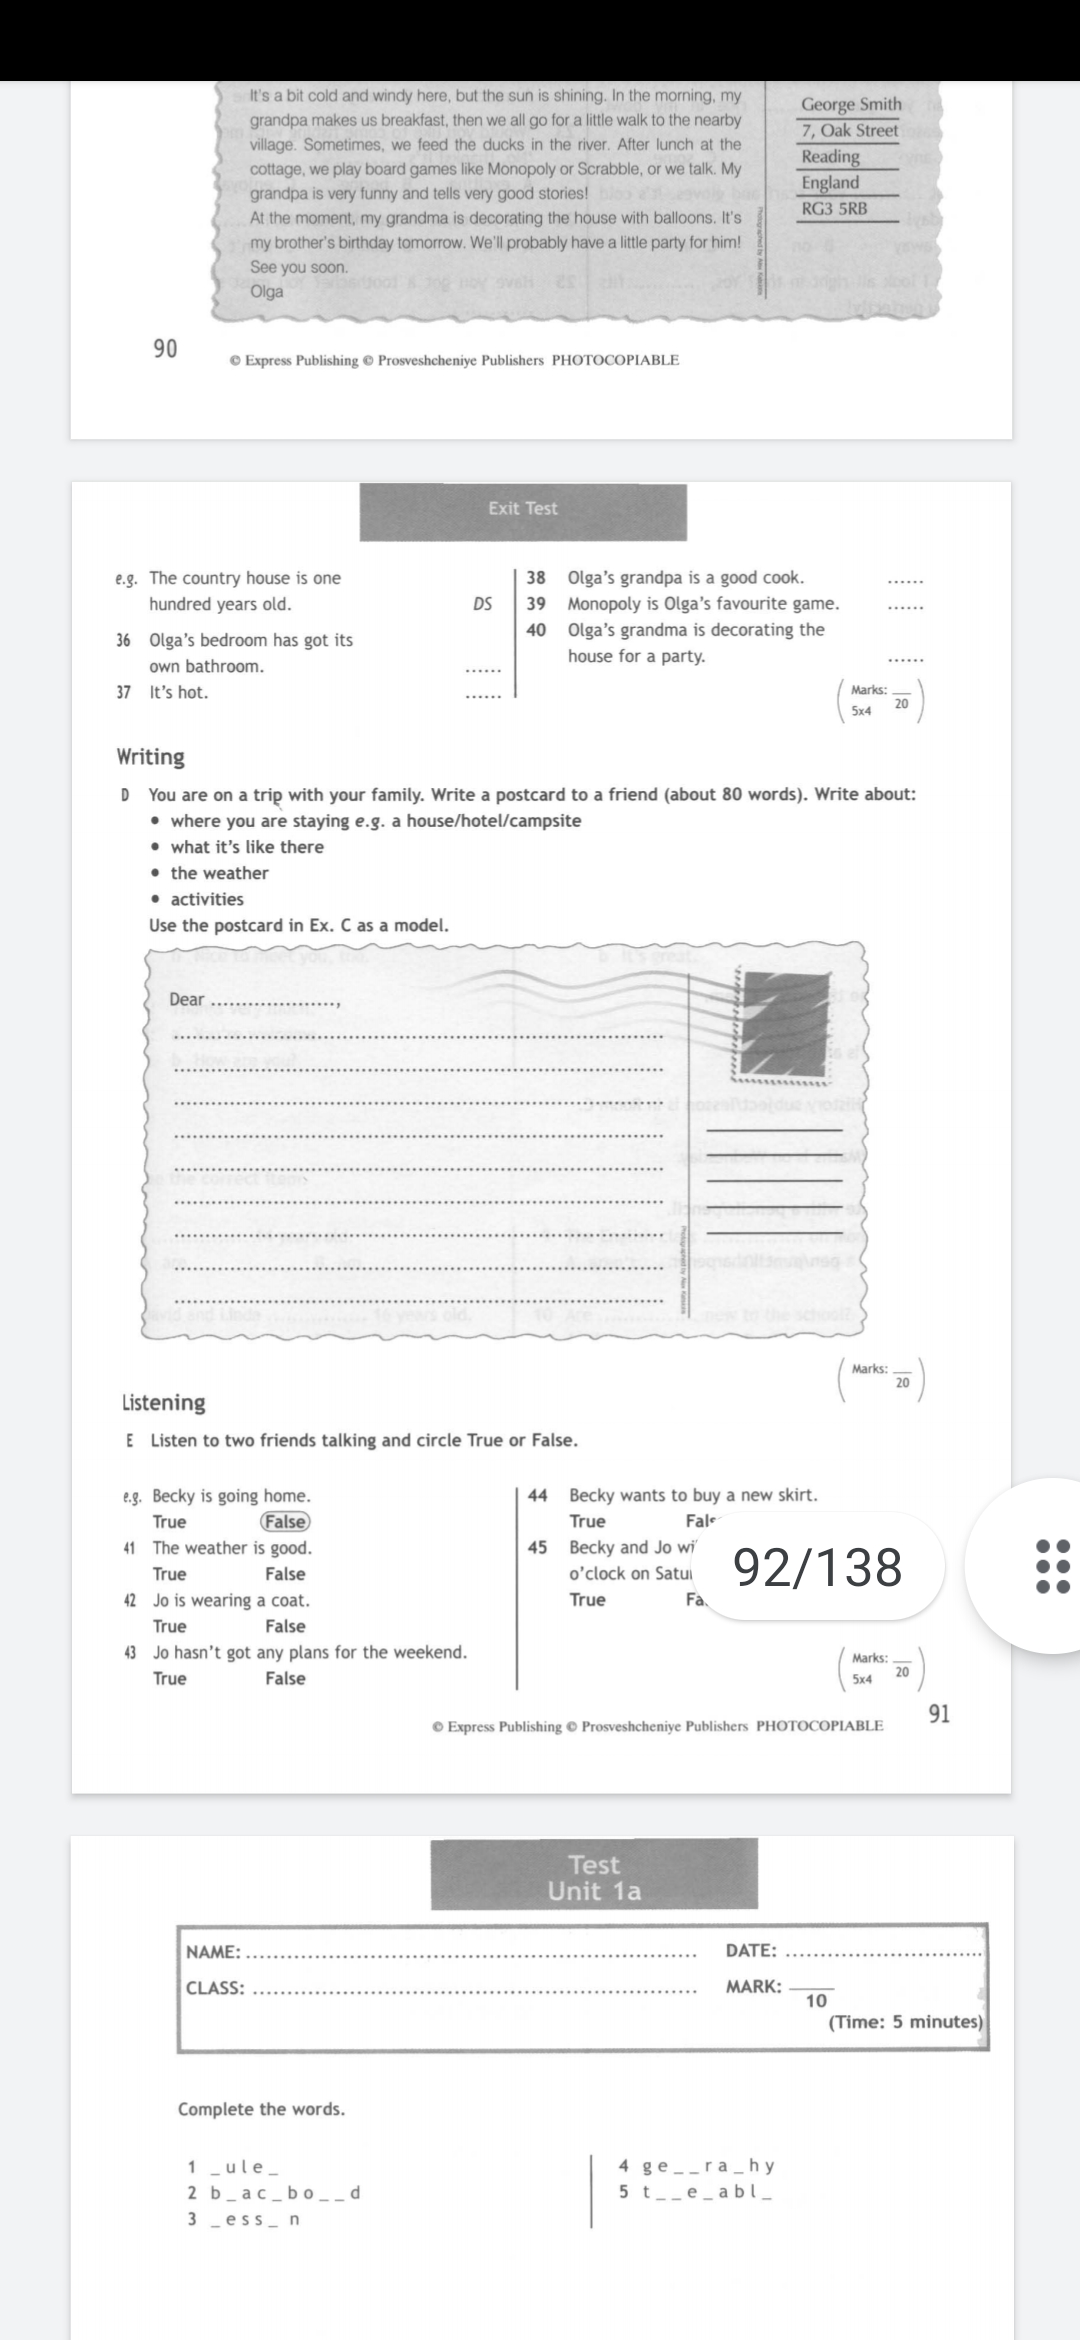 It's a bit cold and windy here, but the sun is shining. In the morning, my
grandpa makes us breakfast, then we all go for a little walk to the nearby
village. Sometimes, we feed the ducks in the river. After lunch at the
cottage, we play board games like Monopoly or Scrabble, or we talk. My
grandpa is very funny and tells very good stories!
At the moment, my grandma is decorating the house with balloons. It's
my brother's birthday tomorrow. We'll probably have a little party for him!
See you soon.
Olga
George Smith
7, Oak Street
Reading
England
RG3 5RB
90
© Express Publishing © Prosveshcheniye Publishers PHOTOCOPIABLE
Exit Test
e.g. The country house is one
hundred years old. DS
36 Olga's bedroom has got its
own bathroom. ......
37 It's hot. ......
38 Olga's grandpa is a good cook. ......
39 Monopoly is Olga's favourite game. ......
40 Olga's grandma is decorating the
house for a party. ......
Marks: __
5x4 20
Writing
D You are on a trip with your family. Write a postcard to a friend (about 80 words). Write about:
• where you are staying e.g. a house/hotel/campsite
• what it's like there
• the weather
• activities
Use the postcard in Ex. C as a model.
Dear ....................,
Marks: __
20
Listening
E Listen to two friends talking and circle True or False.
e.g. Becky is going home.
True False
41 The weather is good.
True False
42 Jo is wearing a coat.
True False
43 Jo hasn't got any plans for the weekend.
True False
44 Becky wants to buy a new skirt.
True Fals
45 Becky and Jo wi
o'clock on Satu
True Fa
92/138
Marks: __
5x4 20
© Express Publishing © Prosveshcheniye Publishers PHOTOCOPIABLE
91
Test
Unit 1a
NAME: ..............................
DATE: ..............................
CLASS: ..............................
MARK: __
10
(Time: 5 minutes)
Complete the words.
1 _ule_
2 b_ac_bo__d
3 _ess_n
4 ge__ra_hy
5 t__e_abl_